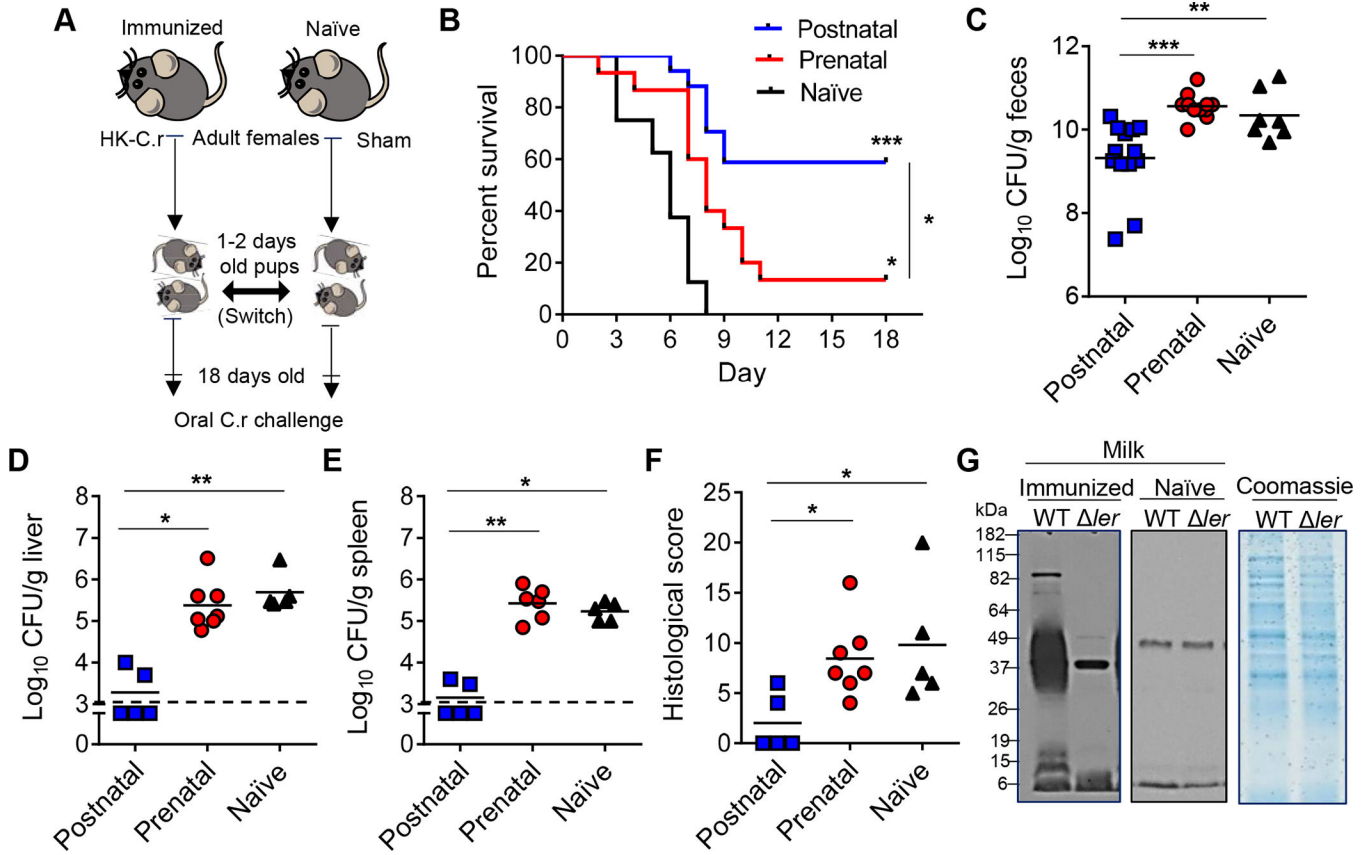 A
Immunized
Naïve
HK-C.r
Adult females
Sham
1-2 days
old pups
(Switch)
18 days old
Oral C.r challenge
B
Postnatal
Prenatal
Naïve
Percent survival
100
80
60
40
20
0
***
*
*
0 3 6 9 12 15 18
Day
C
**
***
Log10 CFU/g feces
12
10
8
6
Postnatal
Prenatal
Naïve
D
**
*
Log10 CFU/g liver
8
7
6
5
4
3
0
Postnatal
Prenatal
Naïve
E
*
**
Log10 CFU/g spleen
8
7
6
5
4
3
0
Postnatal
Prenatal
Naïve
F
*
*
Histological score
25
20
15
10
5
0
Postnatal
Prenatal
Naïve
G
Milk
Immunized Naïve Coomassie
kDa WT Δler WT Δler WT Δler
182
115
82
64
49
37
26
19
15
6